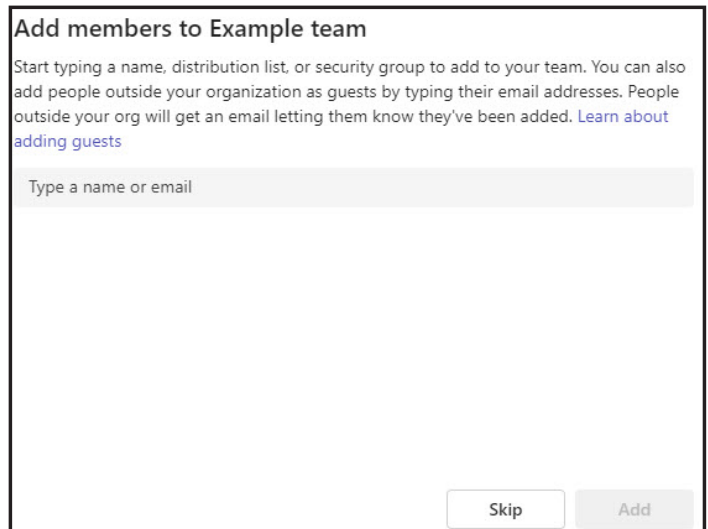 Add members to Example team
Start typing a name, distribution list, or security group to add to your team. You can also
add people outside your organization as guests by typing their email addresses. People
outside your org will get an email letting them know they've been added. Learn about
adding guests
Type a name or email
Skip
Add